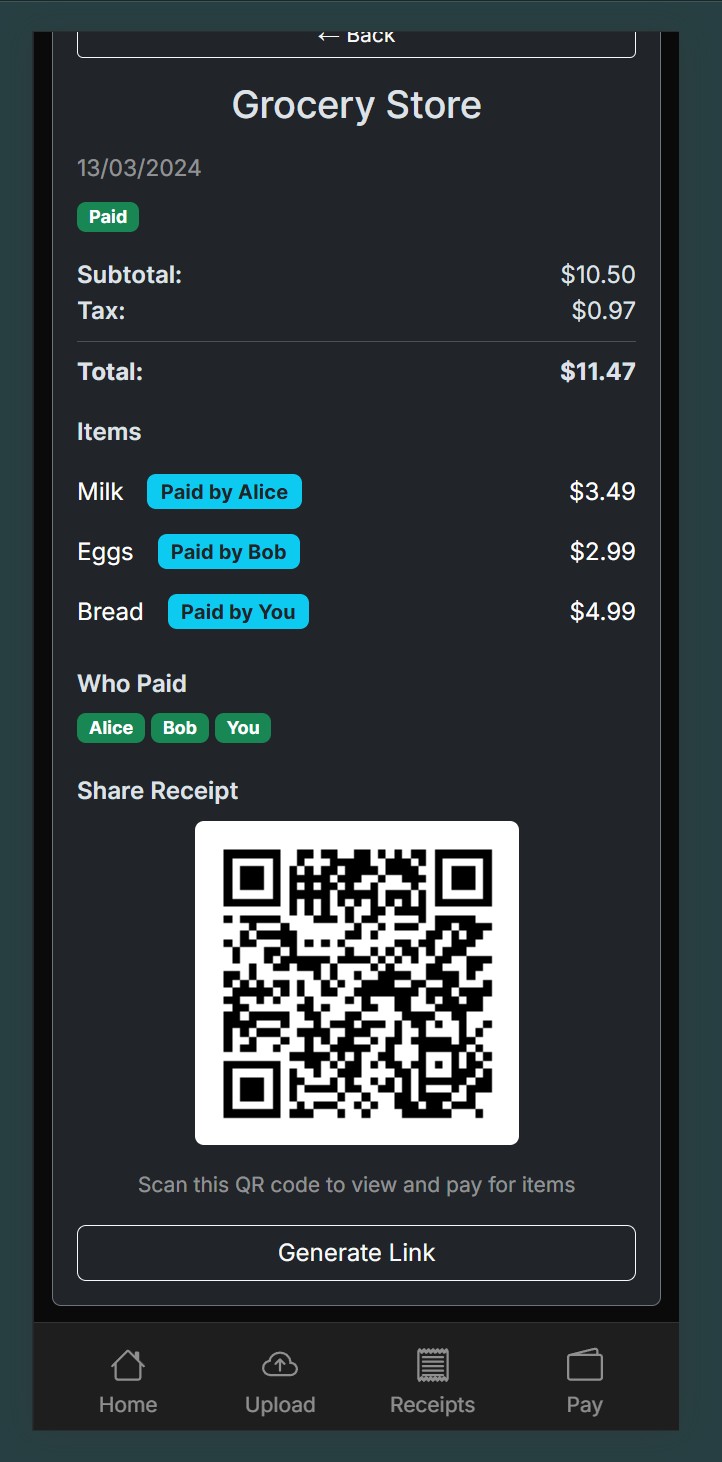 ← Back
Grocery Store
13/03/2024
Paid
Subtotal: $10.50
Tax: $0.97
Total: $11.47
Items
Milk Paid by Alice $3.49
Eggs Paid by Bob $2.99
Bread Paid by You $4.99
Who Paid
Alice Bob You
Share Receipt
Scan this QR code to view and pay for items
Generate Link
Home Upload Receipts Pay